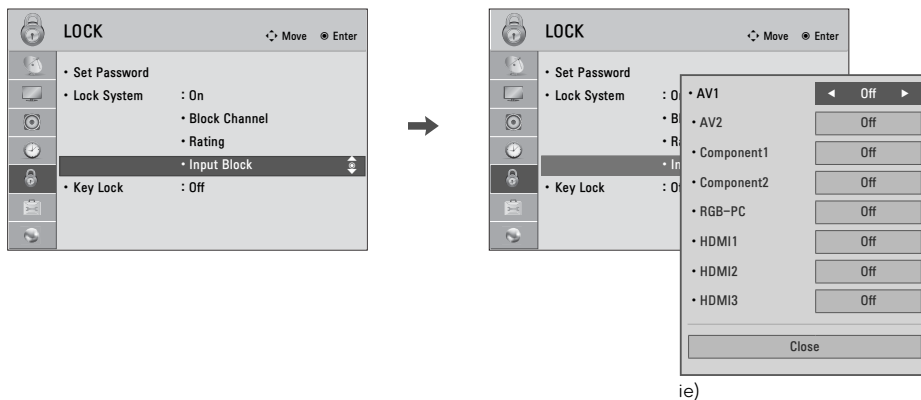 LOCK
Move Enter
• Set Password
• Lock System : On
• Block Channel
• Rating
• Input Block
• Key Lock : Off
LOCK
Move Enter
• Set Password
• Lock System
• Key Lock
• AV1 ◄ Off ►
• AV2 Off
• Component1 Off
• Component2 Off
• RGB-PC Off
• HDMI1 Off
• HDMI2 Off
• HDMI3 Off
Close
ie)